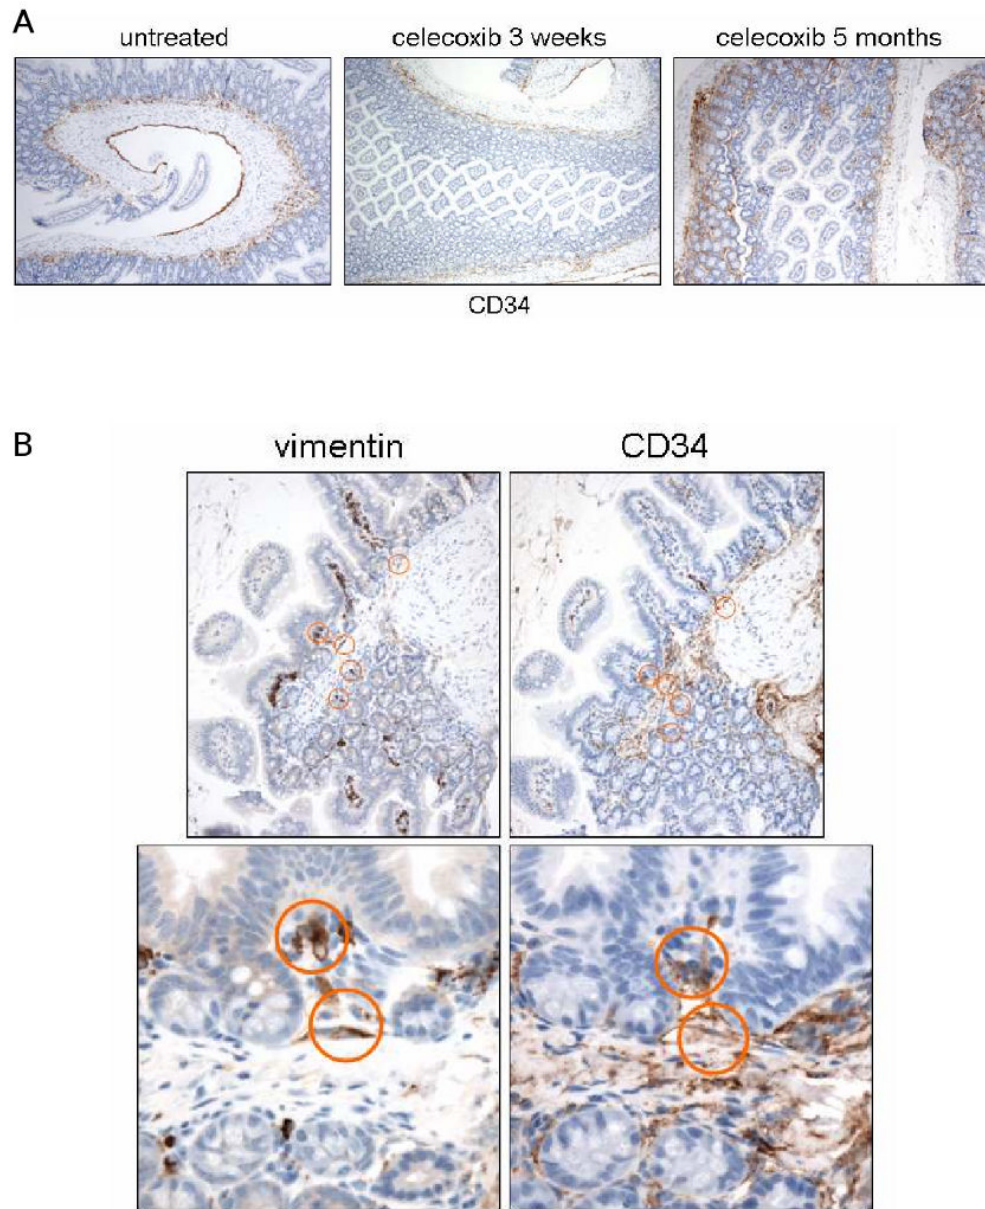 A
untreated
celecoxib 3 weeks
celecoxib 5 months
CD34
B
vimentin
CD34